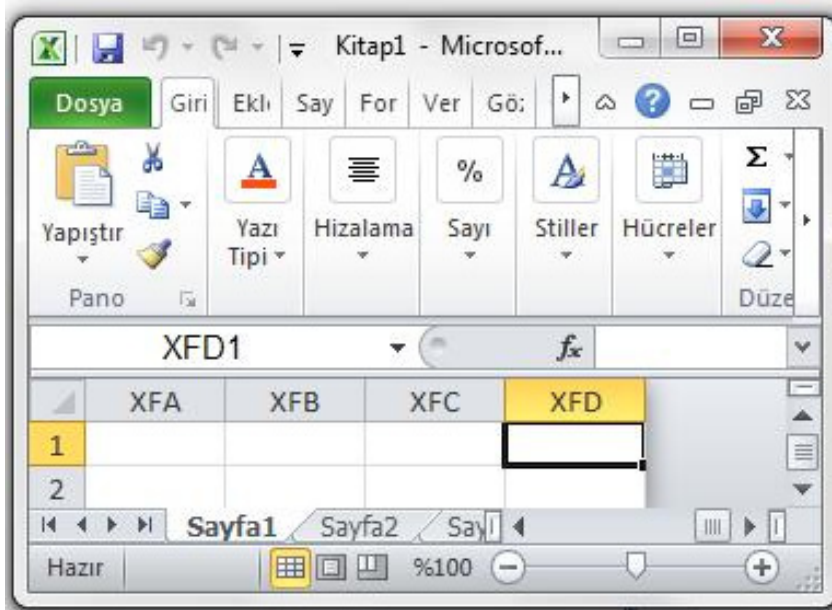 Kitap1 - Microsof...
Dosya Giri Ekl Say For Ver Gö
Yapıştır
A % A Σ
Yazı Tipi Hizalama Sayı Stiller Hücreler
Pano Düze
XFD1 fx
XFA XFB XFC XFD
1
2
Sayfa1 Sayfa2 Say
Hazır %100